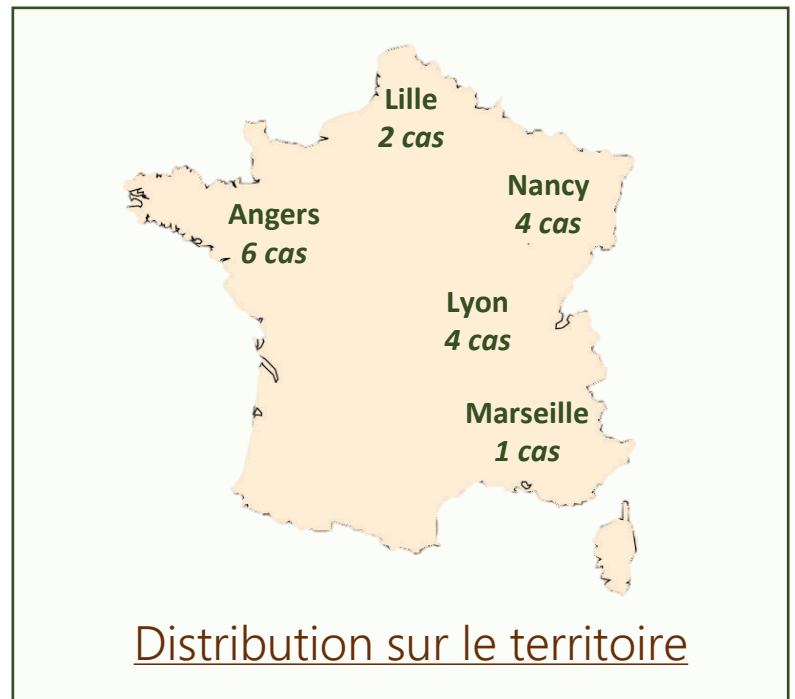 Lille
2 cas
Nancy
4 cas
Angers
6 cas
Lyon
4 cas
Marseille
1 cas
Distribution sur le territoire